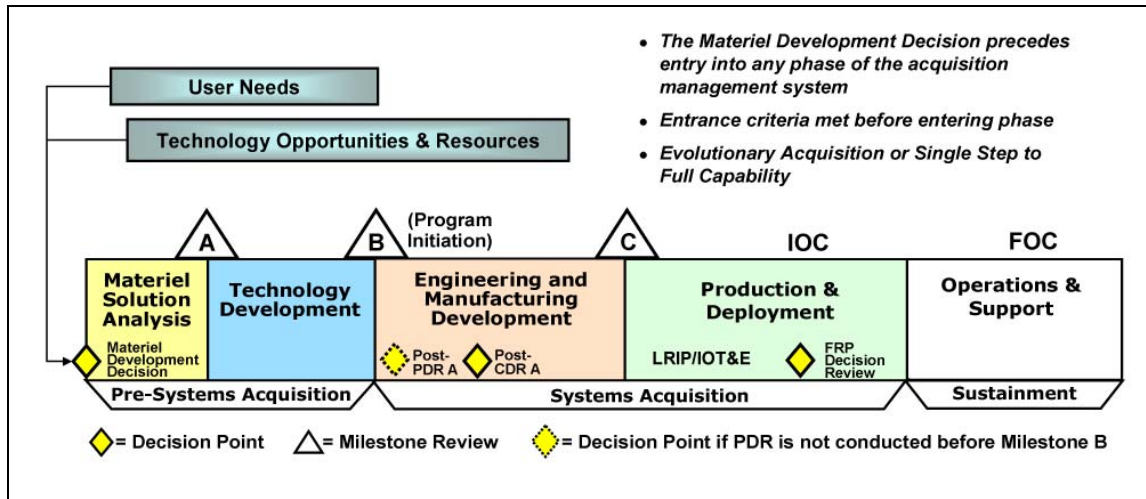 User Needs
Technology Opportunities & Resources
• The Materiel Development Decision precedes
entry into any phase of the acquisition
management system
• Entrance criteria met before entering phase
• Evolutionary Acquisition or Single Step to
Full Capability
A
B
(Program
Initiation)
C
IOC
FOC
Materiel
Solution
Analysis
Technology
Development
Engineering and
Manufacturing
Development
Production &
Deployment
Operations &
Support
Materiel
Development
Decision
Post-
PDR A
Post-
CDR A
LRIP/IOT&E
FRP
Decision
Review
Pre-Systems Acquisition
Systems Acquisition
Sustainment
= Decision Point
= Milestone Review
= Decision Point if PDR is not conducted before Milestone B